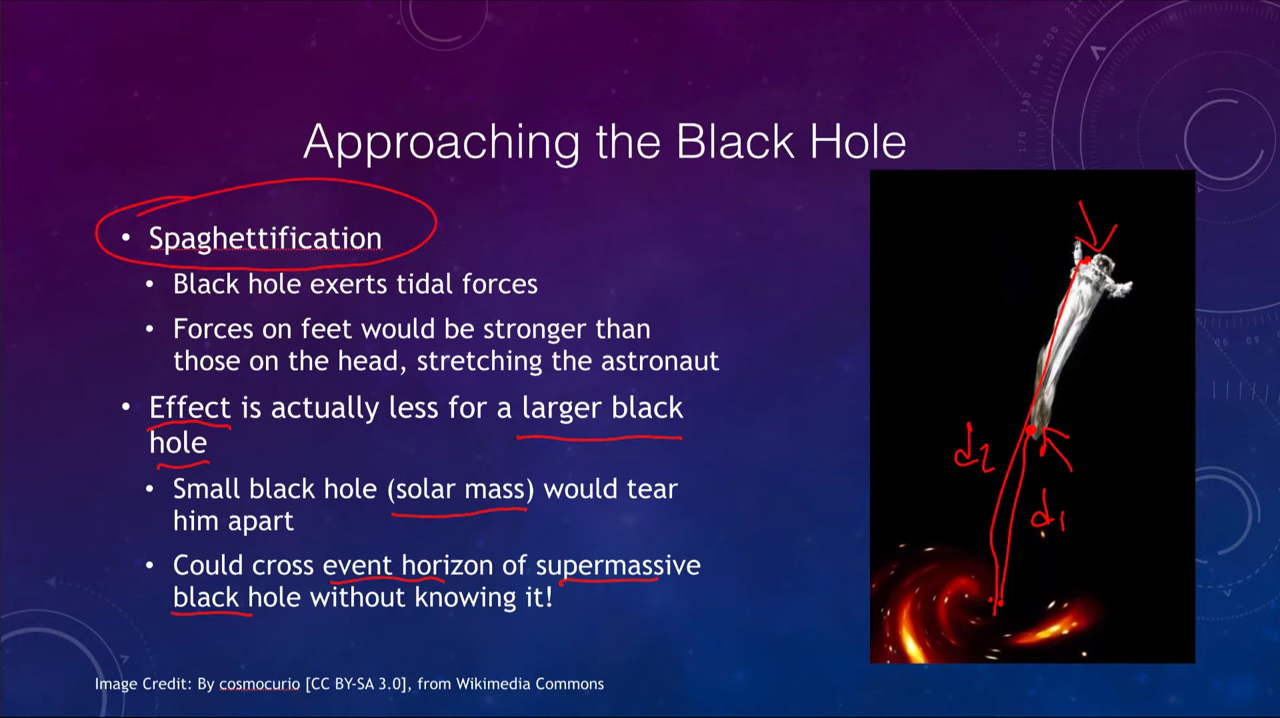 Approaching the Black Hole
• Spaghettification
• Black hole exerts tidal forces
• Forces on feet would be stronger than
those on the head, stretching the astronaut
• Effect is actually less for a larger black
hole
• Small black hole (solar mass) would tear
him apart
• Could cross event horizon of supermassive
black hole without knowing it!
d2
d1
Image Credit: By cosmocurio [CC BY-SA 3.0], from Wikimedia Commons